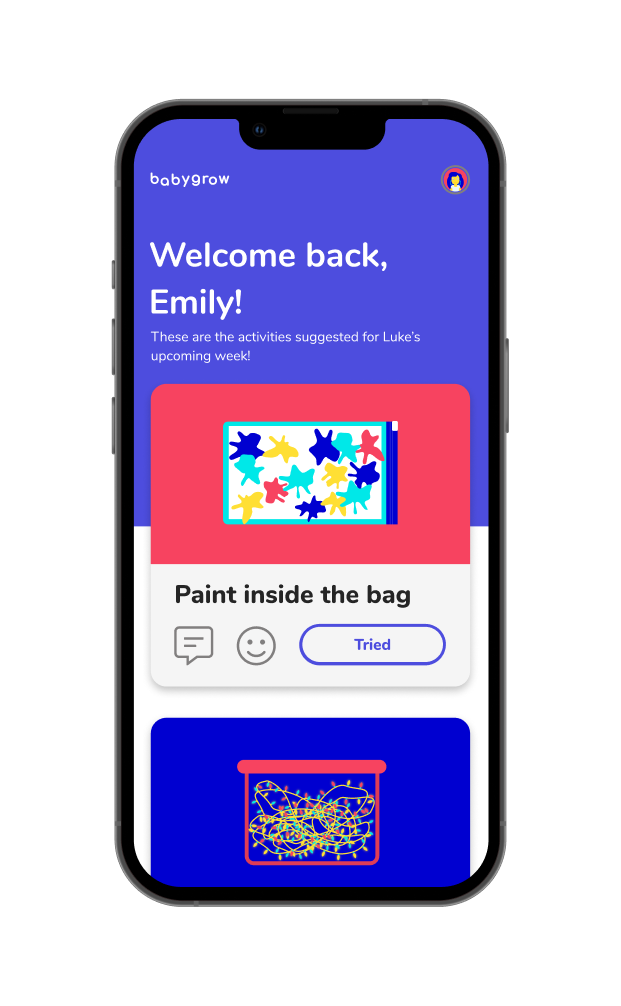 babygrow
Welcome back,
Emily!
These are the activities suggested for Luke's
upcoming week!
Paint inside the bag
Tried